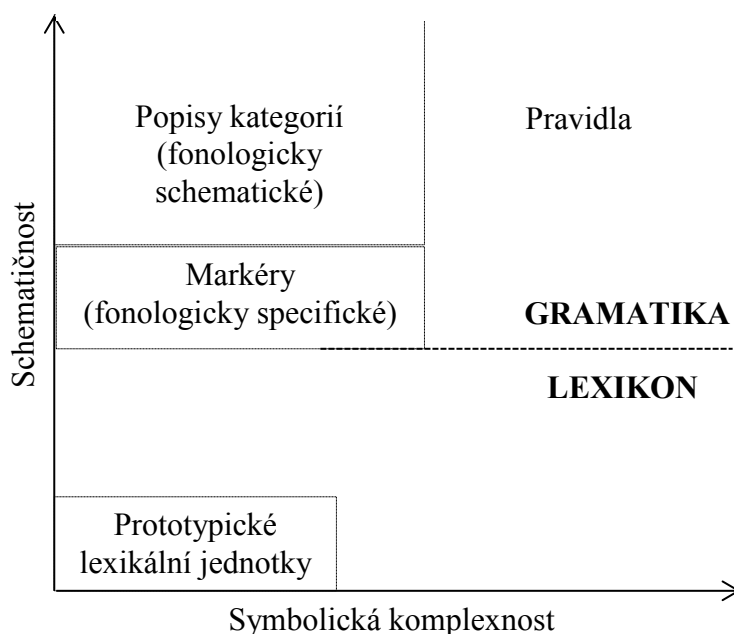 Popisy kategorií
(fonologicky
schematické)
Pravidla
Markéry
(fonologicky specifické)
GRAMATIKA
LEXIKON
Prototypické
lexikální jednotky
Schematičnost
Symbolická komplexnost